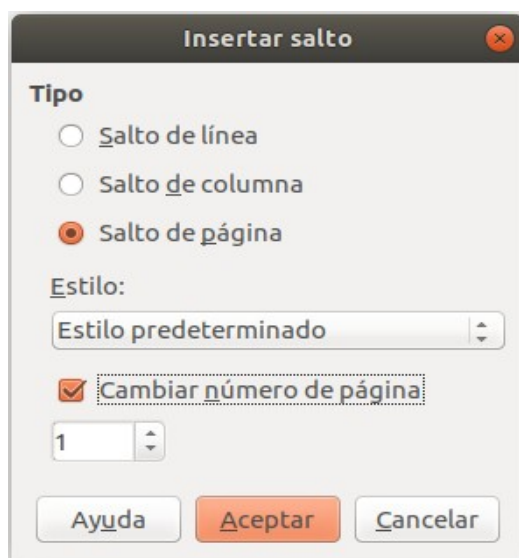 Insertar salto
Tipo
Salto de línea
Salto de columna
Salto de página
Estilo:
Estilo predeterminado
Cambiar número de página
1
Ayuda Aceptar Cancelar